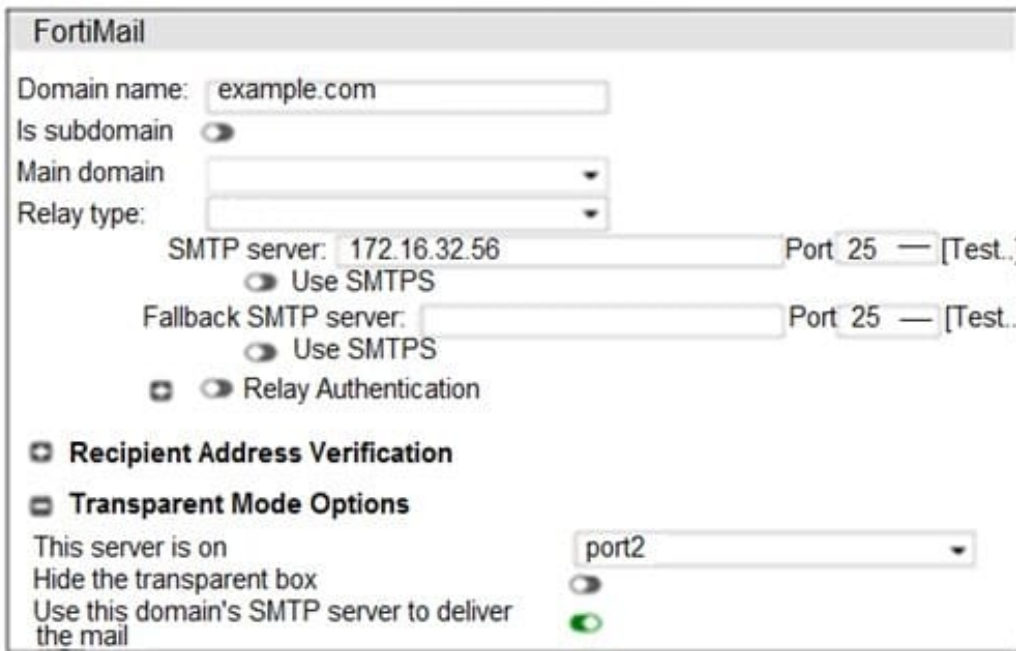 FortiMail
Domain name: example.com
Is subdomain
Main domain
Relay type:
SMTP server: 172.16.32.56 Port 25 [Test..]
Use SMTPS
Fallback SMTP server: Port 25 [Test..
Use SMTPS
Relay Authentication
Recipient Address Verification
Transparent Mode Options
This server is on port2
Hide the transparent box
Use this domain's SMTP server to deliver
the mail